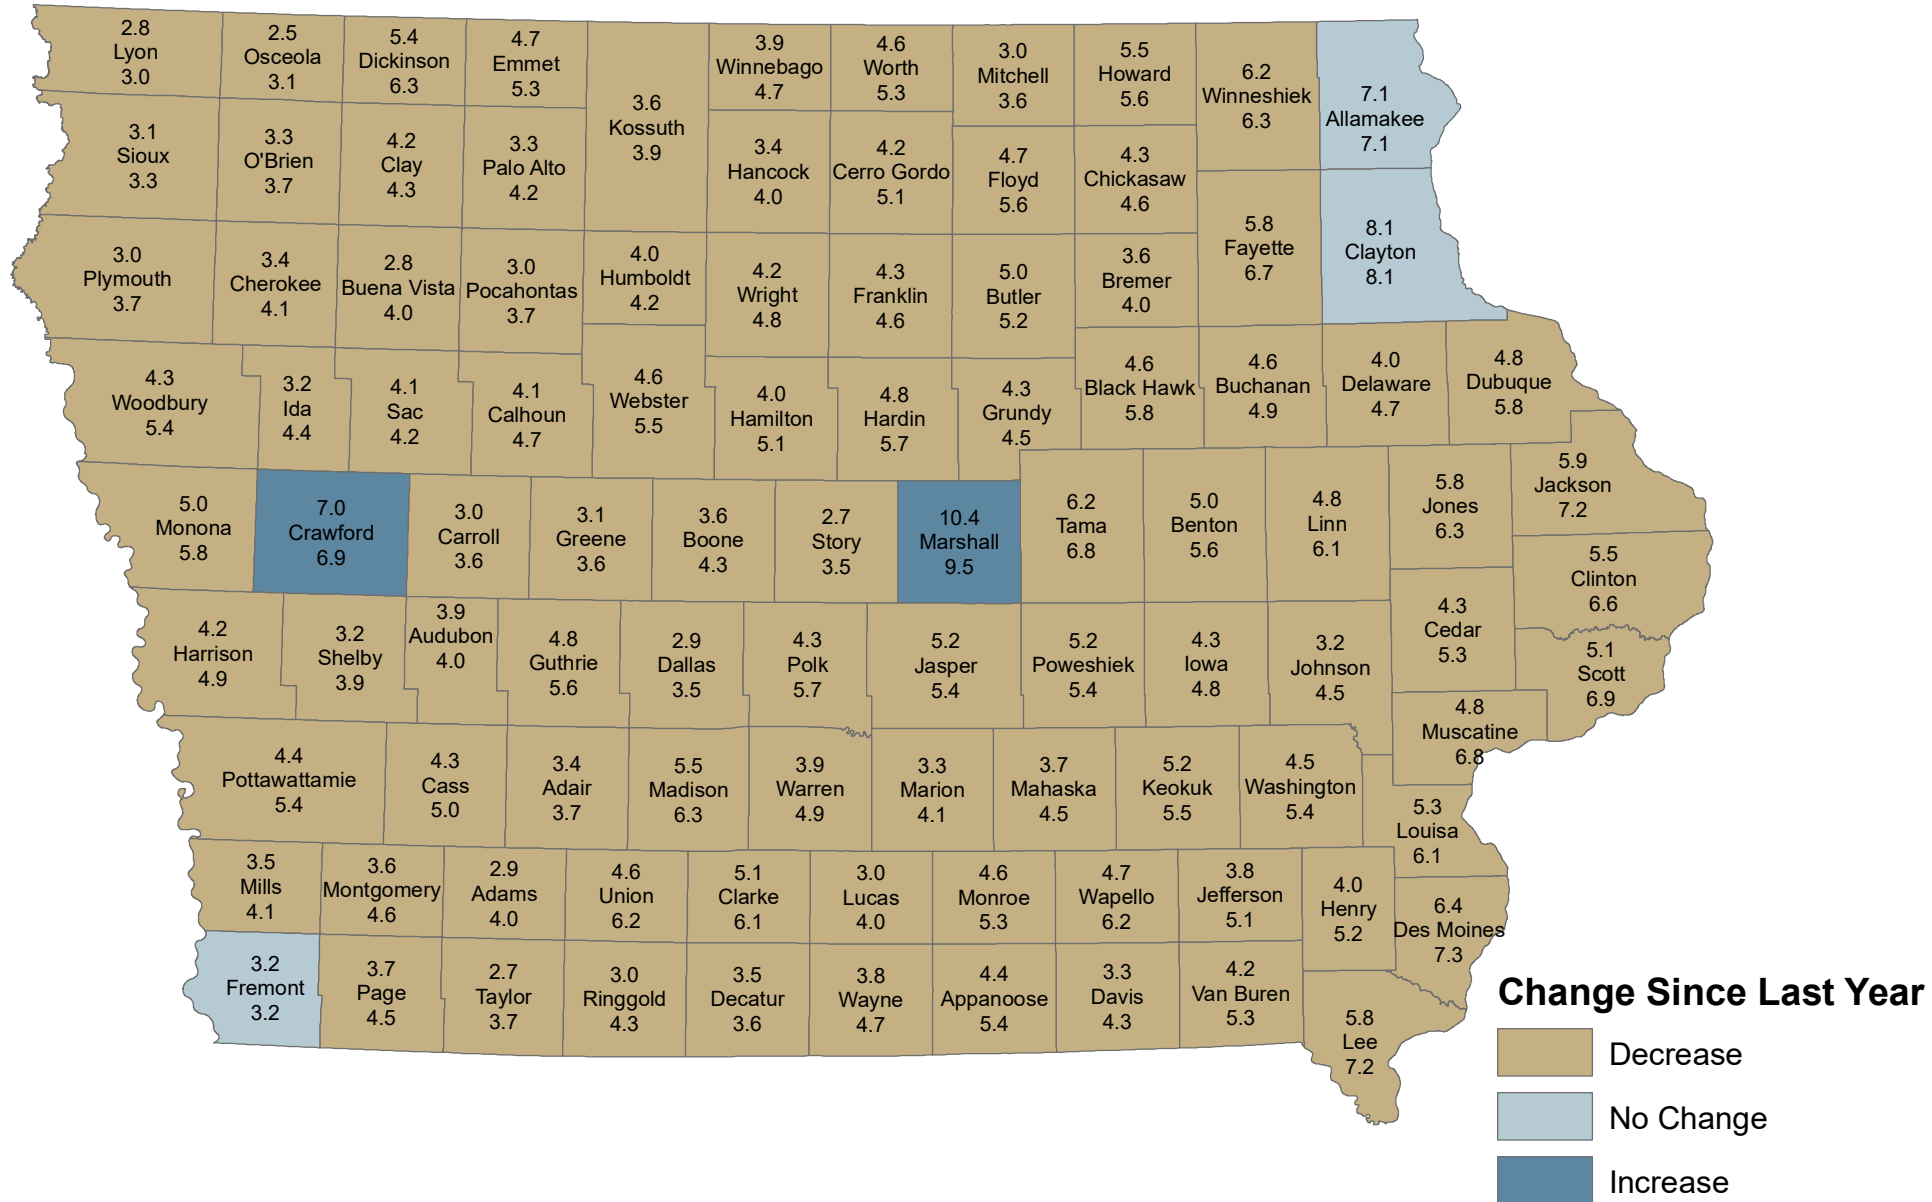 2.8
Lyon
3.0
2.5
Osceola
3.1
5.4
Dickinson
6.3
4.7
Emmet
5.3
3.6
Kossuth
3.9
3.9
Winnebago
4.7
4.6
Worth
5.3
3.0
Mitchell
3.6
5.5
Howard
5.6
6.2
Winneshiek
6.3
7.1
Allamakee
7.1
3.1
Sioux
3.3
3.3
O'Brien
3.7
4.2
Clay
4.3
3.3
Palo Alto
4.2
3.4
Hancock
4.0
4.2
Cerro Gordo
5.1
4.7
Floyd
5.6
4.3
Chickasaw
4.6
5.8
Fayette
6.7
8.1
Clayton
8.1
3.0
Plymouth
3.7
3.4
Cherokee
4.1
2.8
Buena Vista
4.0
3.0
Pocahontas
3.7
4.0
Humboldt
4.2
4.2
Wright
4.8
4.3
Franklin
4.6
5.0
Butler
5.2
3.6
Bremer
4.0
4.3
Woodbury
5.4
3.2
Ida
4.4
4.1
Sac
4.2
4.1
Calhoun
4.7
4.6
Webster
5.5
4.0
Hamilton
5.1
4.8
Hardin
5.7
4.3
Grundy
4.5
4.6
Black Hawk
5.8
4.6
Buchanan
4.9
4.0
Delaware
4.7
4.8
Dubuque
5.8
5.0
Monona
5.8
7.0
Crawford
6.9
3.0
Carroll
3.6
3.1
Greene
3.6
3.6
Boone
4.3
2.7
Story
3.5
10.4
Marshall
9.5
6.2
Tama
6.8
5.0
Benton
5.6
4.8
Linn
6.1
5.8
Jones
6.3
5.9
Jackson
7.2
5.5
Clinton
6.6
4.2
Harrison
4.9
3.2
Shelby
3.9
3.9
Audubon
4.0
4.8
Guthrie
5.6
2.9
Dallas
3.5
4.3
Polk
5.7
5.2
Jasper
5.4
5.2
Poweshiek
5.4
4.3
Iowa
4.8
3.2
Johnson
4.5
4.3
Cedar
5.3
5.1
Scott
6.9
4.8
Muscatine
6.8
4.4
Pottawattamie
5.4
4.3
Cass
5.0
3.4
Adair
3.7
5.5
Madison
6.3
3.9
Warren
4.9
3.3
Marion
4.1
3.7
Mahaska
4.5
5.2
Keokuk
5.5
4.5
Washington
5.4
5.3
Louisa
6.1
3.5
Mills
4.1
3.6
Montgomery
4.6
2.9
Adams
4.0
4.6
Union
6.2
5.1
Clarke
6.1
3.0
Lucas
4.0
4.6
Monroe
5.3
4.7
Wapello
6.2
3.8
Jefferson
5.1
4.0
Henry
5.2
6.4
Des Moines
7.3
3.2
Fremont
3.2
3.7
Page
4.5
2.7
Taylor
3.7
3.0
Ringgold
4.3
3.5
Decatur
3.6
3.8
Wayne
4.7
4.4
Appanoose
5.4
3.3
Davis
4.3
4.2
Van Buren
5.3
5.8
Lee
7.2
Change Since Last Year
Decrease
No Change
Increase